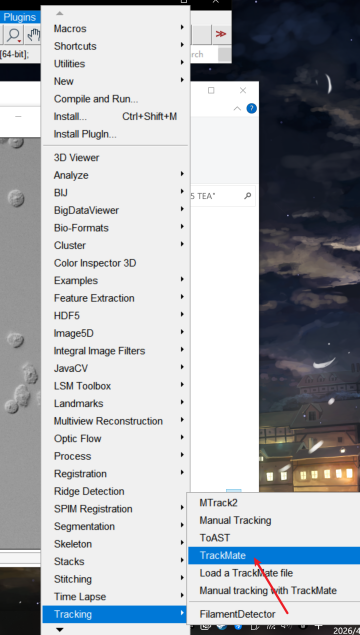 Plugins
[64-bit];
rch
Macros
Shortcuts
Utilities
New
Compile and Run...
Install... Ctrl+Shift+M
Install PlugIn...
3D Viewer
Analyze
BIJ
5 TEA"
BigDataViewer
Bio-Formats
Cluster
Color Inspector 3D
Examples
Feature Extraction
HDF5
Image5D
Integral Image Filters
JavaCV
LSM Toolbox
Landmarks
Multiview Reconstruction
Optic Flow
Process
Registration
Ridge Detection
SPIM Registration
Segmentation
Skeleton
Stacks
Stitching
Time Lapse
Tracking
MTrack2
Manual Tracking
ToAST
TrackMate
Load a TrackMate file
Manual tracking with TrackMate
FilamentDetector
2026/4